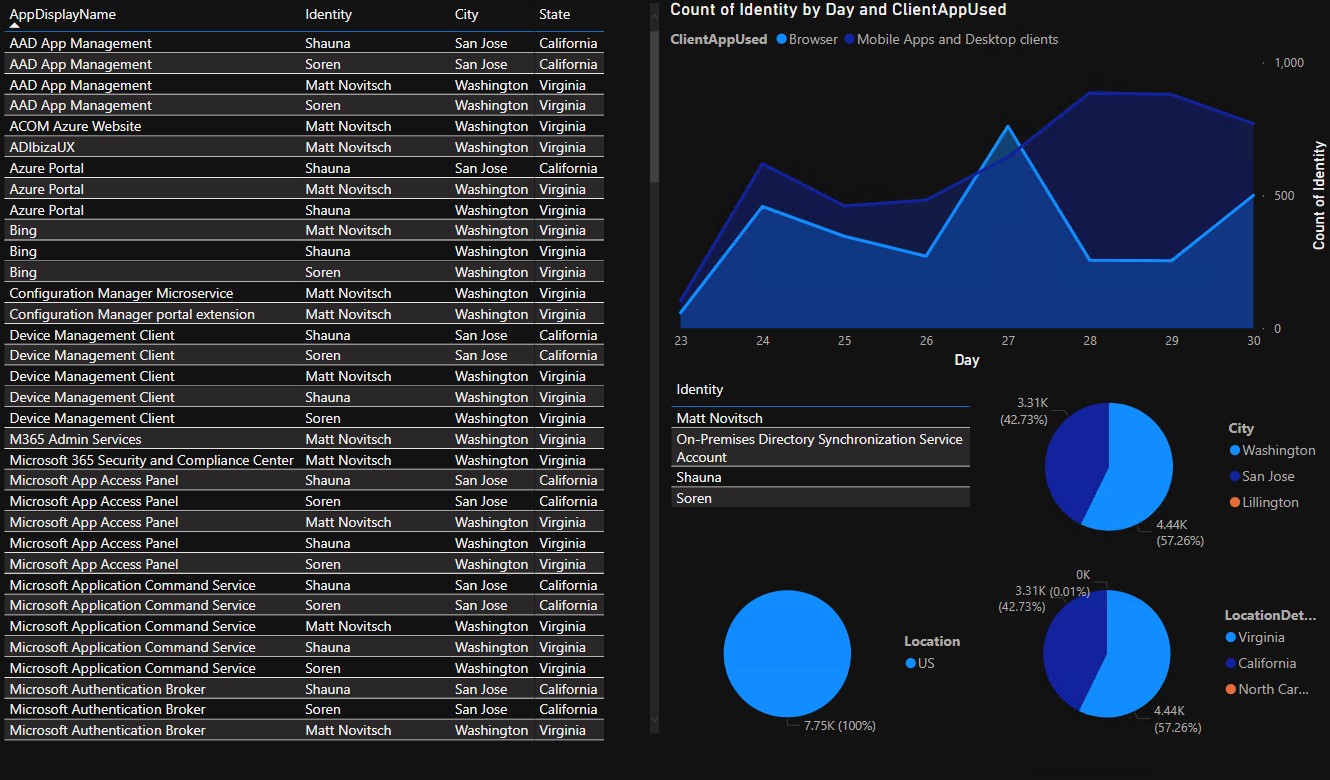 AppDisplayName Identity City State
AAD App Management Shauna San Jose California
AAD App Management Soren San Jose California
AAD App Management Matt Novitsch Washington Virginia
AAD App Management Soren Washington Virginia
ACOM Azure Website Matt Novitsch Washington Virginia
ADIbizaUX Matt Novitsch Washington Virginia
Azure Portal Shauna San Jose California
Azure Portal Matt Novitsch Washington Virginia
Azure Portal Shauna Washington Virginia
Bing Matt Novitsch Washington Virginia
Bing Shauna Washington Virginia
Bing Soren Washington Virginia
Configuration Manager Microservice Matt Novitsch Washington Virginia
Configuration Manager portal extension Matt Novitsch Washington Virginia
Device Management Client Shauna San Jose California
Device Management Client Soren San Jose California
Device Management Client Matt Novitsch Washington Virginia
Device Management Client Shauna Washington Virginia
Device Management Client Soren Washington Virginia
M365 Admin Services Matt Novitsch Washington Virginia
Microsoft 365 Security and Compliance Center Matt Novitsch Washington Virginia
Microsoft App Access Panel Shauna San Jose California
Microsoft App Access Panel Soren San Jose California
Microsoft App Access Panel Matt Novitsch Washington Virginia
Microsoft App Access Panel Shauna Washington Virginia
Microsoft App Access Panel Soren Washington Virginia
Microsoft Application Command Service Shauna San Jose California
Microsoft Application Command Service Soren San Jose California
Microsoft Application Command Service Matt Novitsch Washington Virginia
Microsoft Application Command Service Shauna Washington Virginia
Microsoft Application Command Service Soren Washington Virginia
Microsoft Authentication Broker Shauna San Jose California
Microsoft Authentication Broker Soren San Jose California
Microsoft Authentication Broker Matt Novitsch Washington Virginia
Count of Identity by Day and ClientAppUsed
ClientAppUsed Browser Mobile Apps and Desktop clients
1,000
500
0
Count of Identity
23 24 25 26 27 28 29 30
Day
Identity
Matt Novitsch
On-Premises Directory Synchronization Service
Account
Shauna
Soren
3.31K
(42.73%)
4.44K
(57.26%)
City
Washington
San Jose
Lillington
7.75K (100%)
Location
US
0K
(0.01%)
3.31K
(42.73%)
4.44K
(57.26%)
LocationDet...
Virginia
California
North Car...